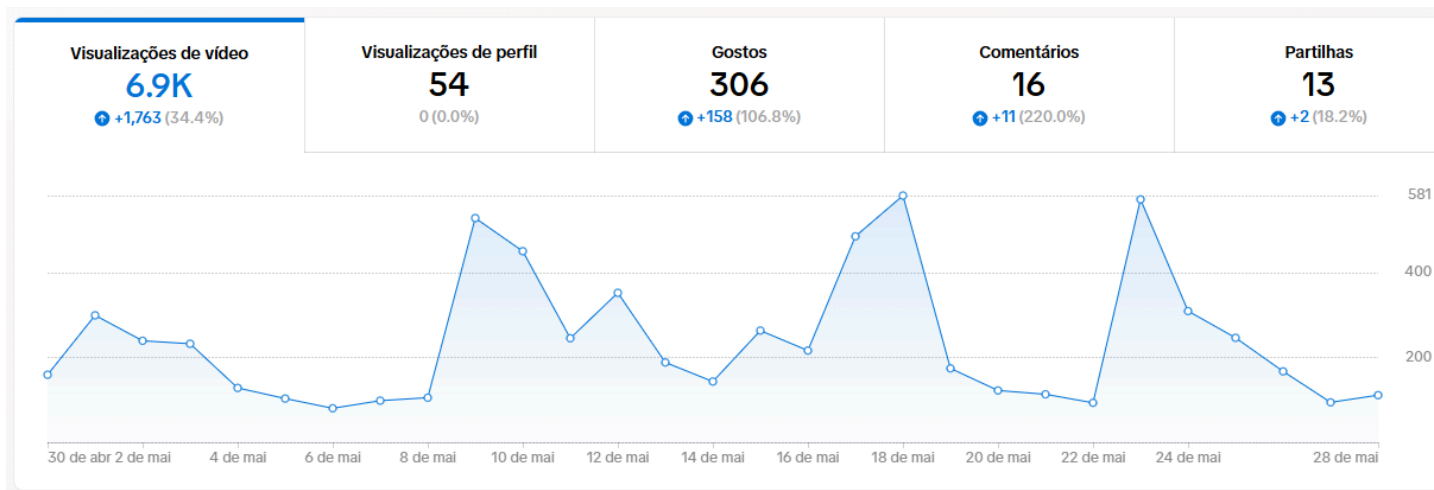 Visualizações de vídeo
6.9K
+1,763 (34.4%)
Visualizações de perfil
54
0 (0.0%)
Gostos
306
+158 (106.8%)
Comentários
16
+11 (220.0%)
Partilhas
13
+2 (18.2%)
581
400
200
30 de abr 2 de mai 4 de mai 6 de mai 8 de mai 10 de mai 12 de mai 14 de mai 16 de mai 18 de mai 20 de mai 22 de mai 24 de mai 28 de mai